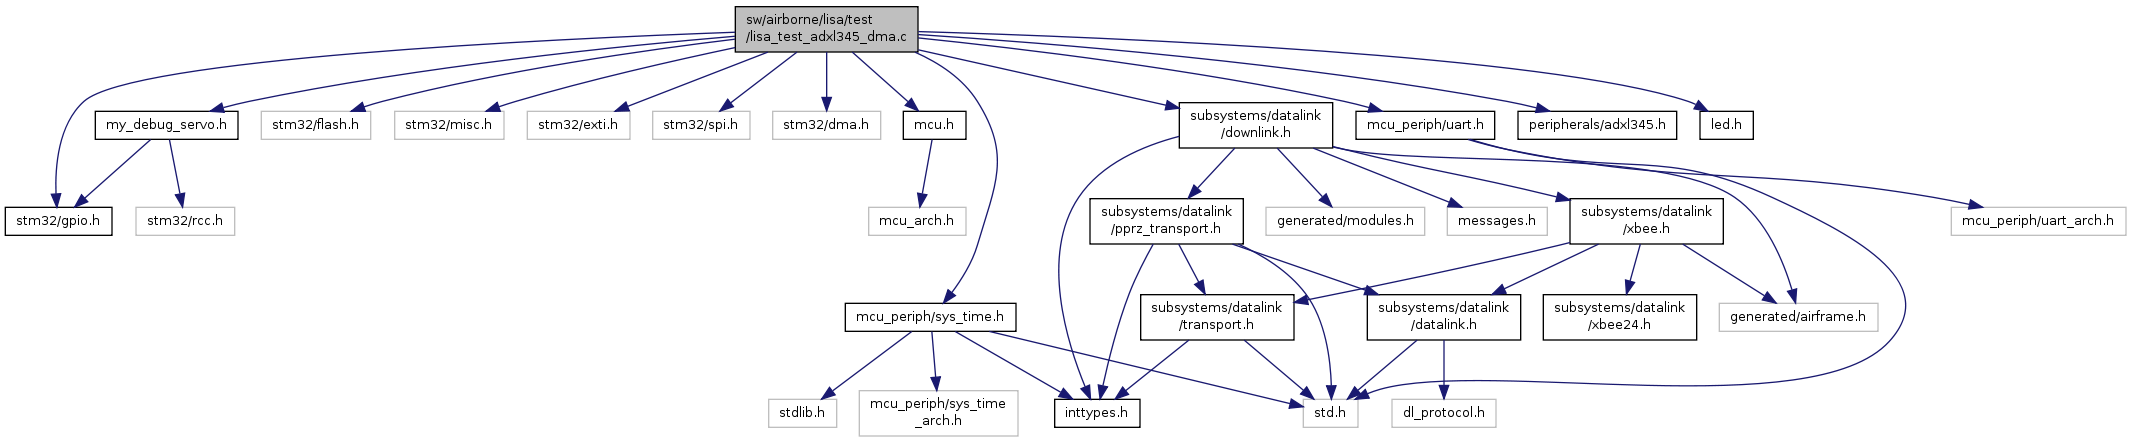 sw/airborne/lisa/test
/lisa_test_adxl345_dma.c
my_debug_servo.h
stm32/flash.h
stm32/misc.h
stm32/exti.h
stm32/spi.h
stm32/dma.h
mcu.h
subsystems/datalink
/downlink.h
mcu_periph/uart.h
peripherals/adxl345.h
led.h
stm32/gpio.h
stm32/rcc.h
mcu_arch.h
subsystems/datalink
/pprz_transport.h
generated/modules.h
messages.h
subsystems/datalink
/xbee.h
mcu_periph/uart_arch.h
mcu_periph/sys_time.h
subsystems/datalink
/transport.h
subsystems/datalink
/datalink.h
subsystems/datalink
/xbee24.h
generated/airframe.h
stdlib.h
mcu_periph/sys_time
_arch.h
inttypes.h
std.h
dl_protocol.h